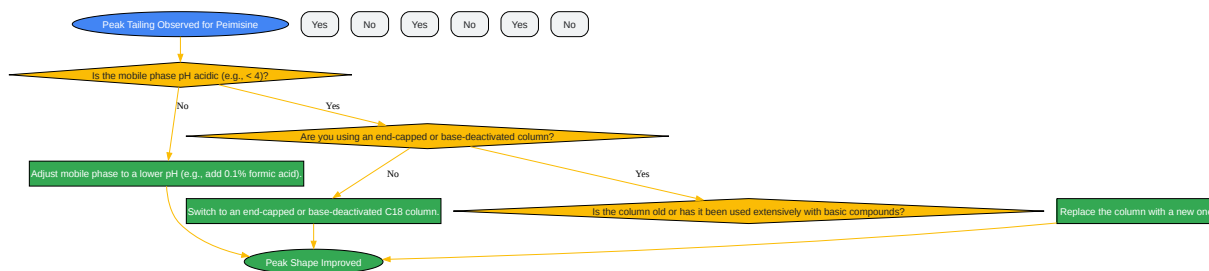 Peak Tailing Observed for Peimisine
Yes
No
Yes
No
Yes
No
Is the mobile phase pH acidic (e.g., < 4)?
No
Yes
Are you using an end-capped or base-deactivated column?
Adjust mobile phase to a lower pH (e.g., add 0.1% formic acid).
No
Yes
Switch to an end-capped or base-deactivated C18 column.
Is the column old or has it been used extensively with basic compounds?
Replace the column with a new
Peak Shape Improved